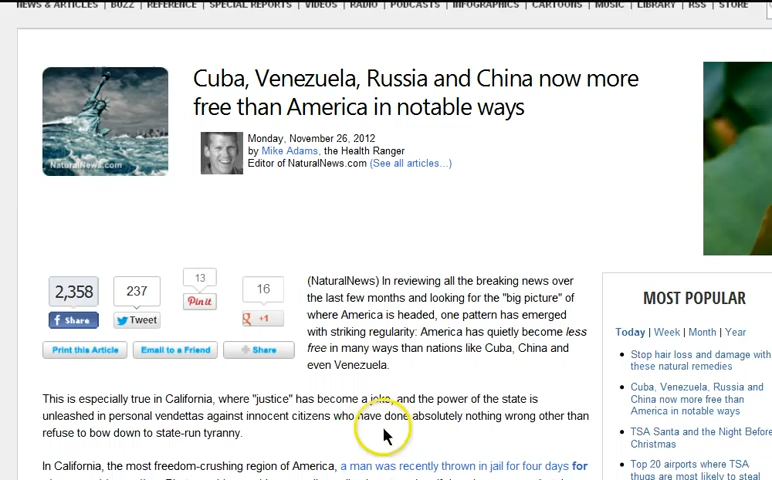 NEWS & ARTICLES | BUZZ | REFERENCE | SPECIAL REPORTS | VIDEOS | RADIO | PODCASTS | INFOGRAPHICS | CARTOONS | MUSIC | LIBRARY | RSS | STORE
Cuba, Venezuela, Russia and China now more
free than America in notable ways
Monday, November 26, 2012
by Mike Adams, the Health Ranger
Editor of NaturalNews.com (See all articles...)
NaturalNews.com
2,358
237
13
16
Share
Tweet
Pin it
+1
Print this Article
Email to a Friend
Share
(NaturalNews) In reviewing all the breaking news over
the last few months and looking for the "big picture" of
where America is headed, one pattern has emerged
with striking regularity: America has quietly become less
free in many ways than nations like Cuba, China and
even Venezuela.
This is especially true in California, where "justice" has become a joke, and the power of the state is
unleashed in personal vendettas against innocent citizens who have done absolutely nothing wrong other than
refuse to bow down to state-run tyranny.
In California, the most freedom-crushing region of America, a man was recently thrown in jail for four days for
MOST POPULAR
Today | Week | Month | Year
Stop hair loss and damage with
these natural remedies
Cuba, Venezuela, Russia and
China now more free than
America in notable ways
TSA Santa and the Night Before
Christmas
Top 20 airports where TSA
thugs are most likely to steal